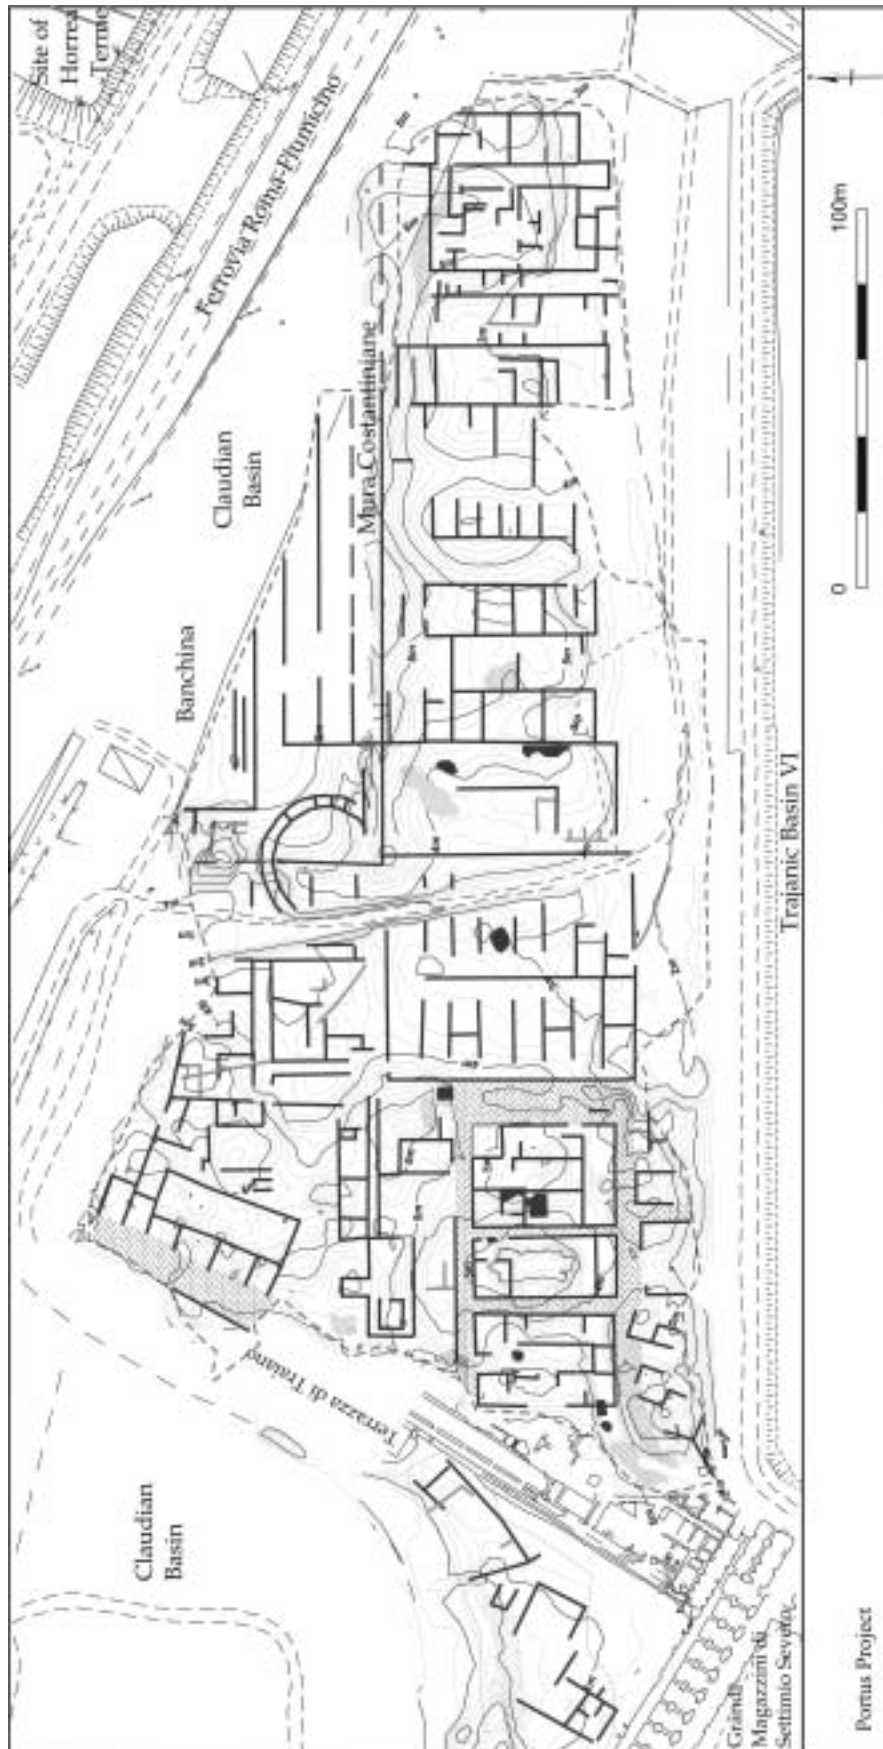 Site of
Horrea
Terme
Ferrovia Roma-Fiumicino
Claudian
Basin
Mura Costantiniane
Banchina
Terrazza di Traiano
Claudian
Basin
Trajanic Basin VI
Grandi
Magazzini di
Settimio Severo
0
100m
Portus Project